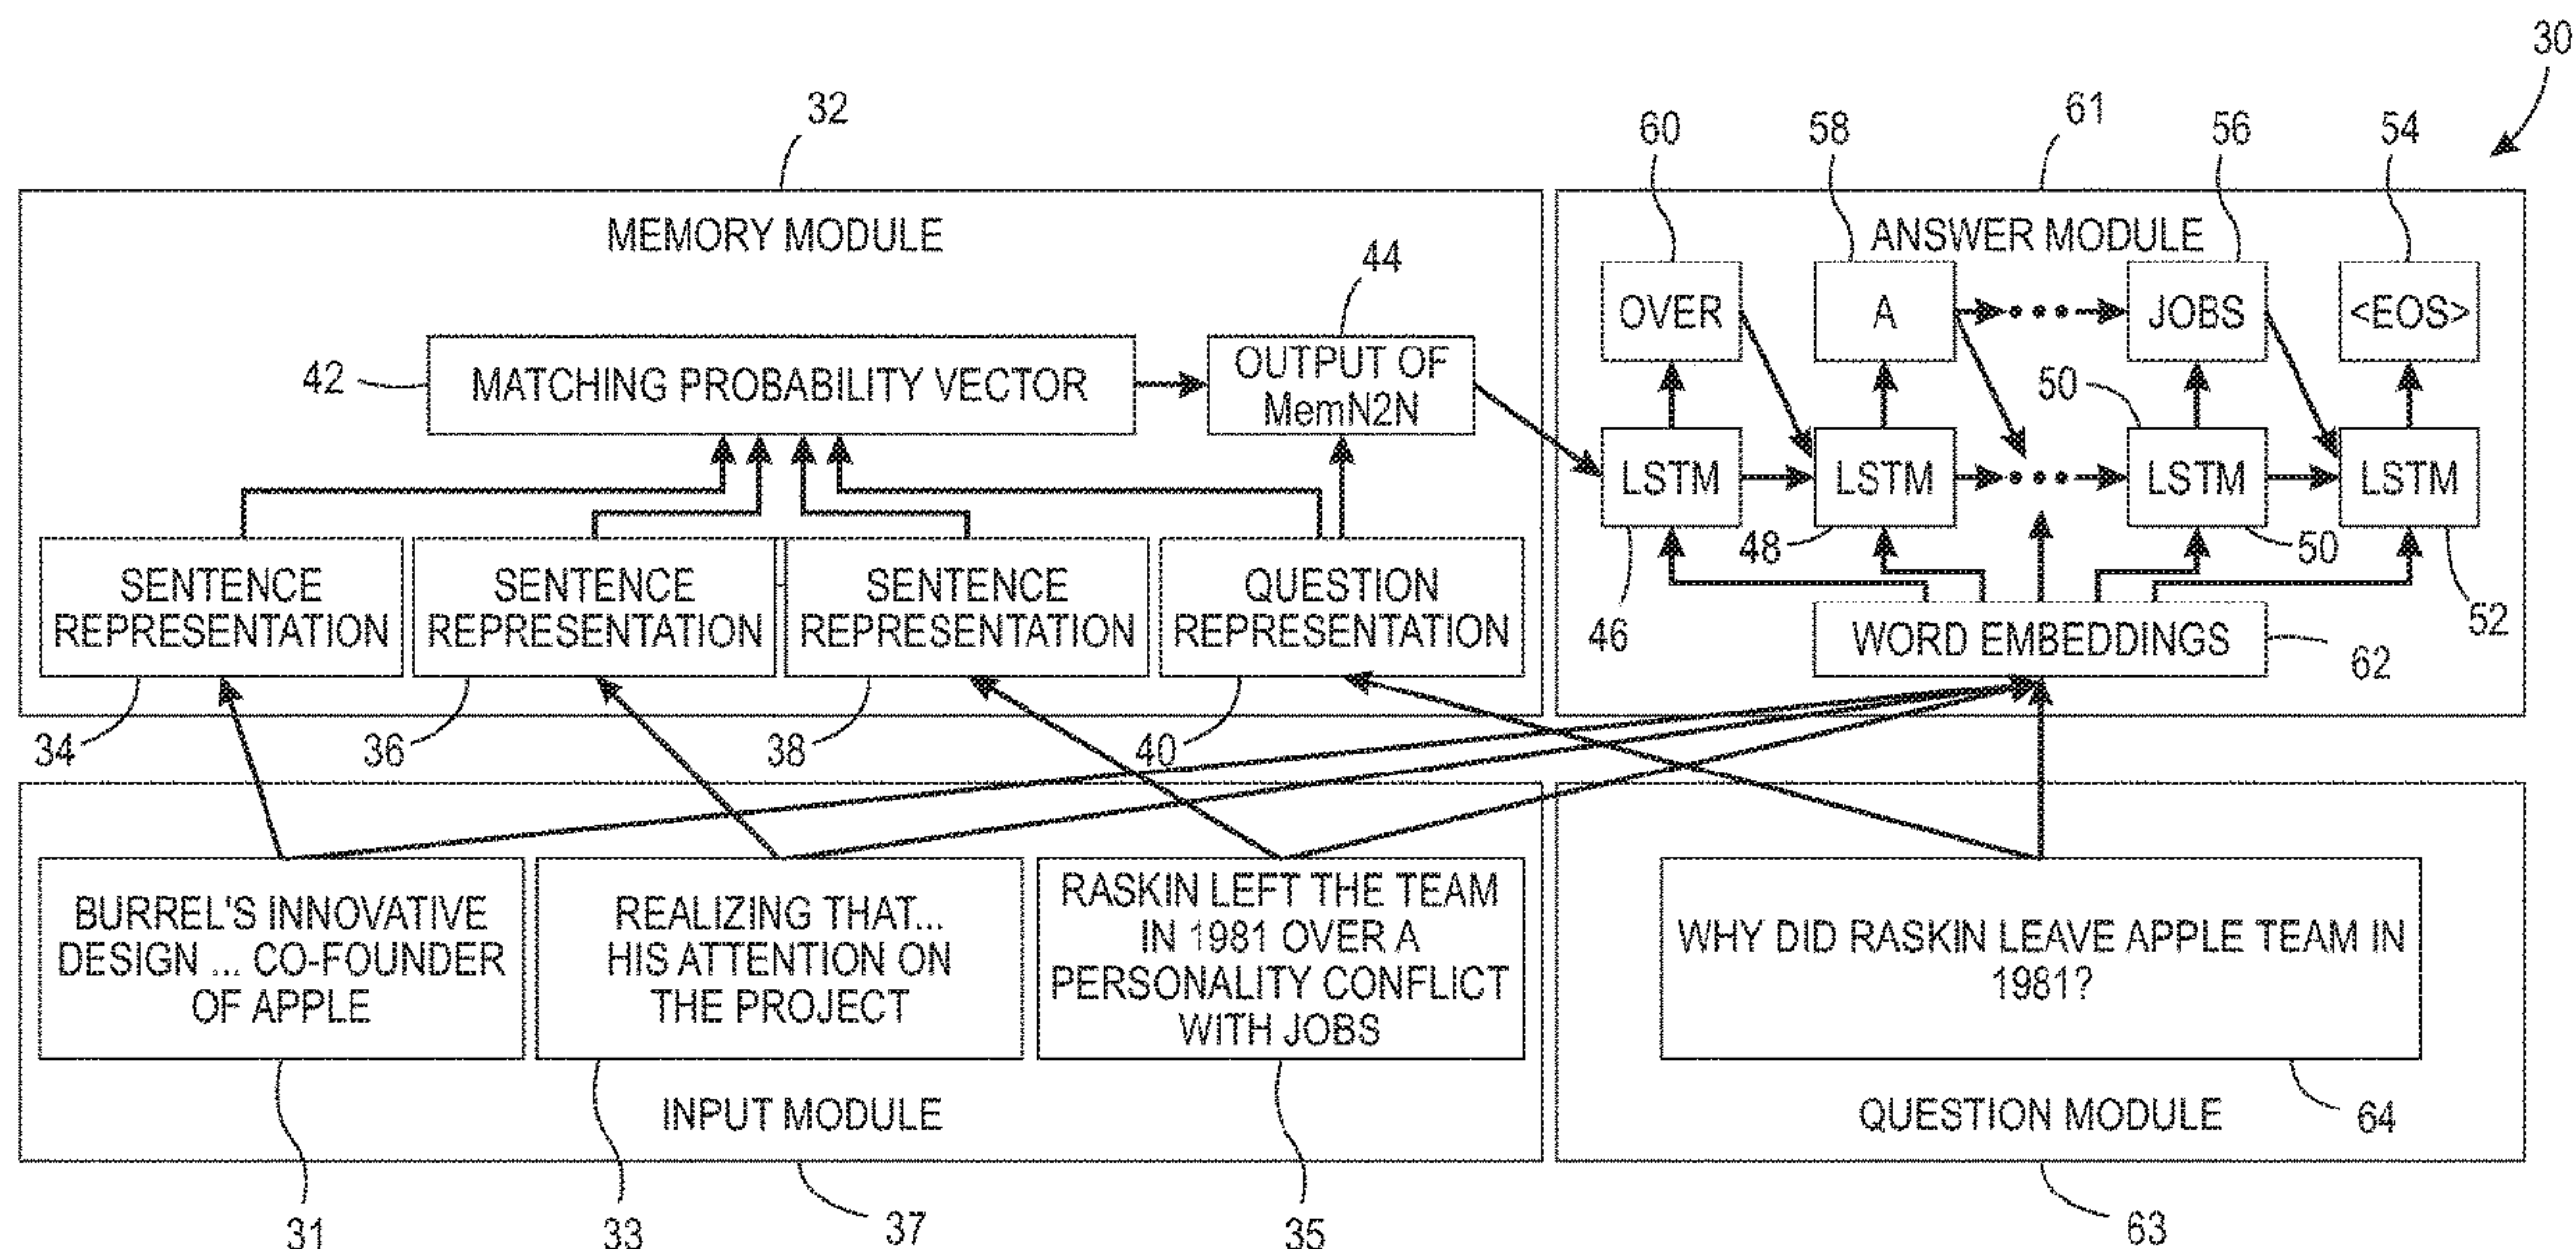 30
32
60
58
61
56
54
MEMORY MODULE
ANSWER MODULE
44
OVER
A
JOBS
<EOS>
42
MATCHING PROBABILITY VECTOR
OUTPUT OF
MemN2N
50
LSTM
LSTM
LSTM
LSTM
48
50
SENTENCE
REPRESENTATION
SENTENCE
REPRESENTATION
SENTENCE
REPRESENTATION
QUESTION
REPRESENTATION
46
WORD EMBEDDINGS
52
62
34
36
38
40
BURREL'S INNOVATIVE
DESIGN ... CO-FOUNDER
OF APPLE
REALIZING THAT...
HIS ATTENTION ON
THE PROJECT
RASKIN LEFT THE TEAM
IN 1981 OVER A
PERSONALITY CONFLICT
WITH JOBS
WHY DID RASKIN LEAVE APPLE TEAM IN
1981?
INPUT MODULE
QUESTION MODULE
64
31
33
37
35
63